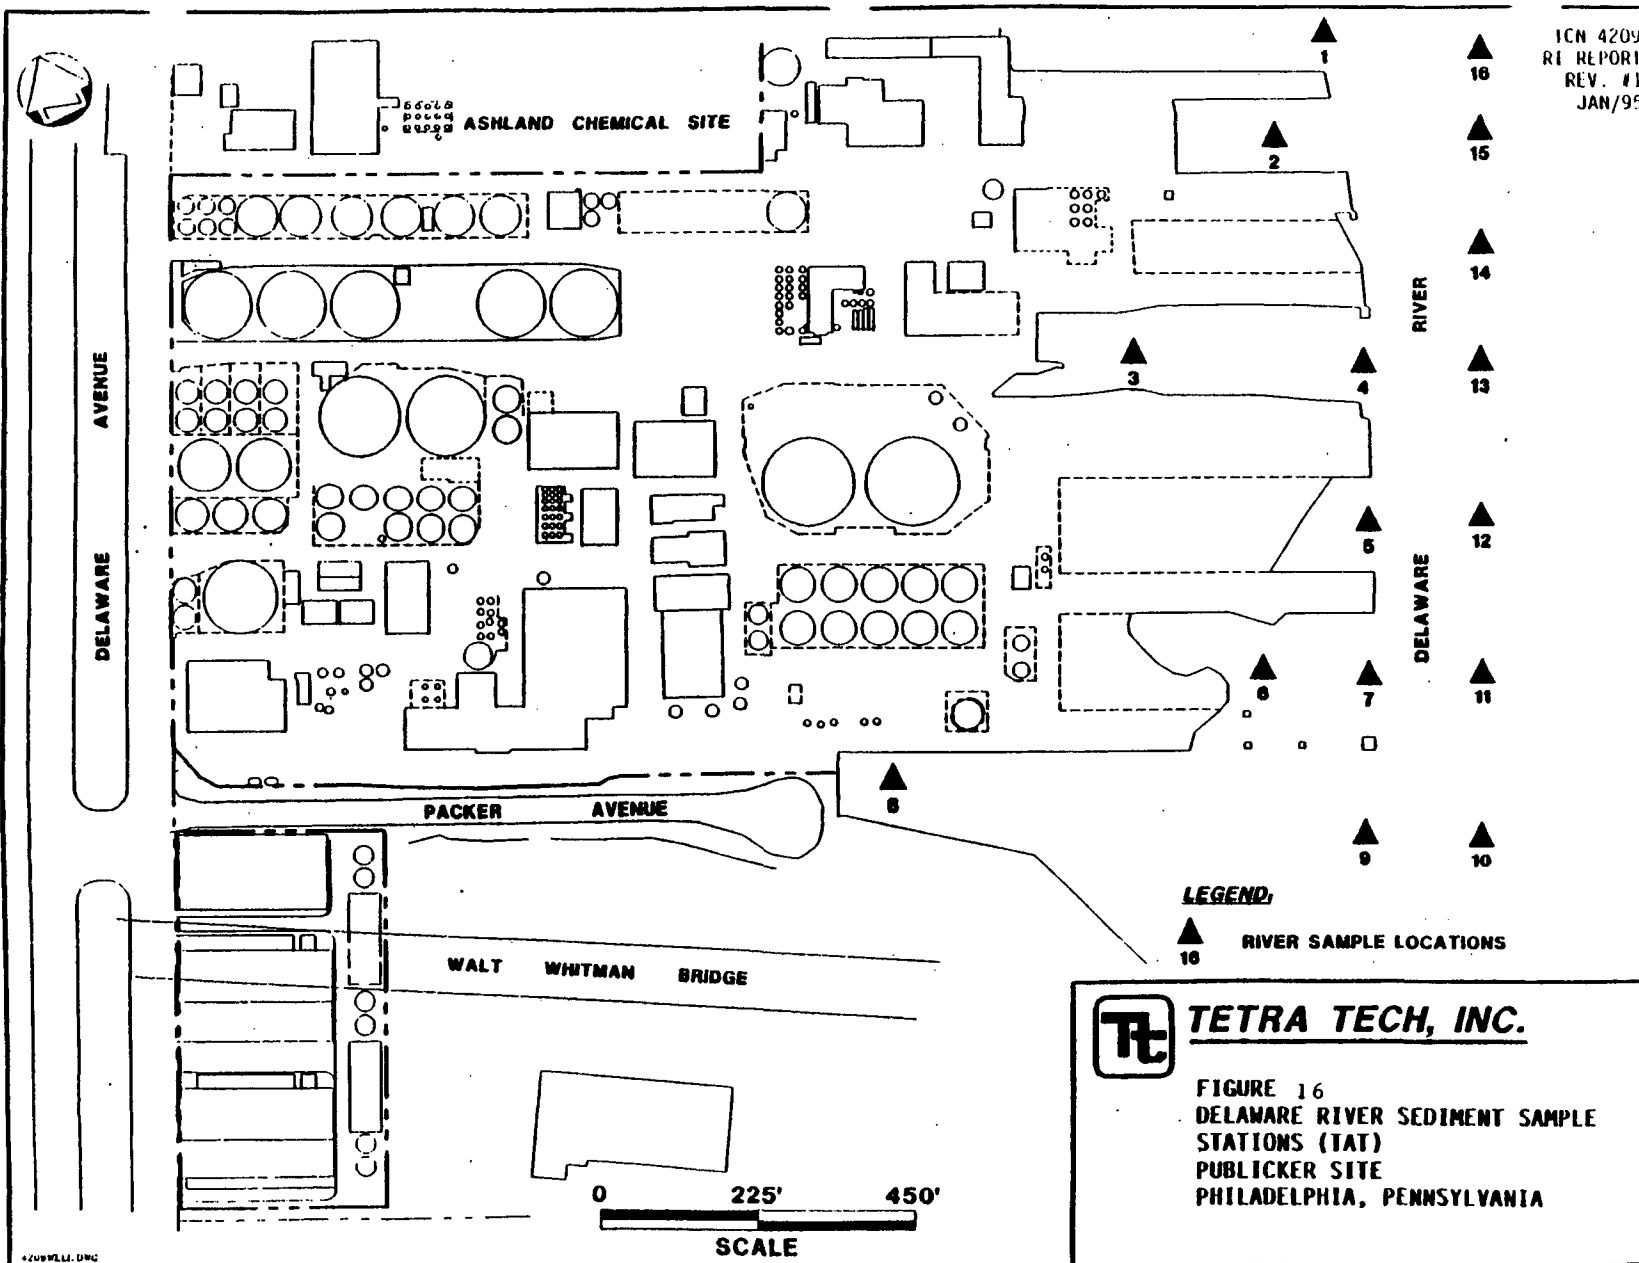 ICN 4209
RI REPORT
REV. #1
JAN/95
1
16
ASHLAND CHEMICAL SITE
2
15
14
RIVER
AVENUE
3
4
13
5
12
DELAWARE
DELAWARE
6
7
11
8
PACKER AVENUE
9
10
LEGEND:
16 RIVER SAMPLE LOCATIONS
WALT WHITMAN BRIDGE
Tt
TETRA TECH, INC.
FIGURE 16
DELAWARE RIVER SEDIMENT SAMPLE
STATIONS (TAT)
PUBLICKER SITE
PHILADELPHIA, PENNSYLVANIA
0 225' 450'
SCALE